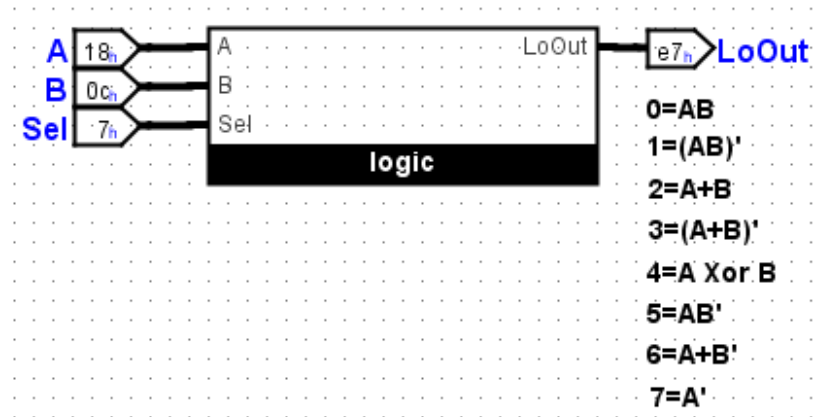 A 18h A LoOut e7h LoOut
B 0ch B
Sel 7h Sel
logic
0=AB
1=(AB)'
2=A+B
3=(A+B)'
4=A Xor B
5=AB'
6=A+B'
7=A'